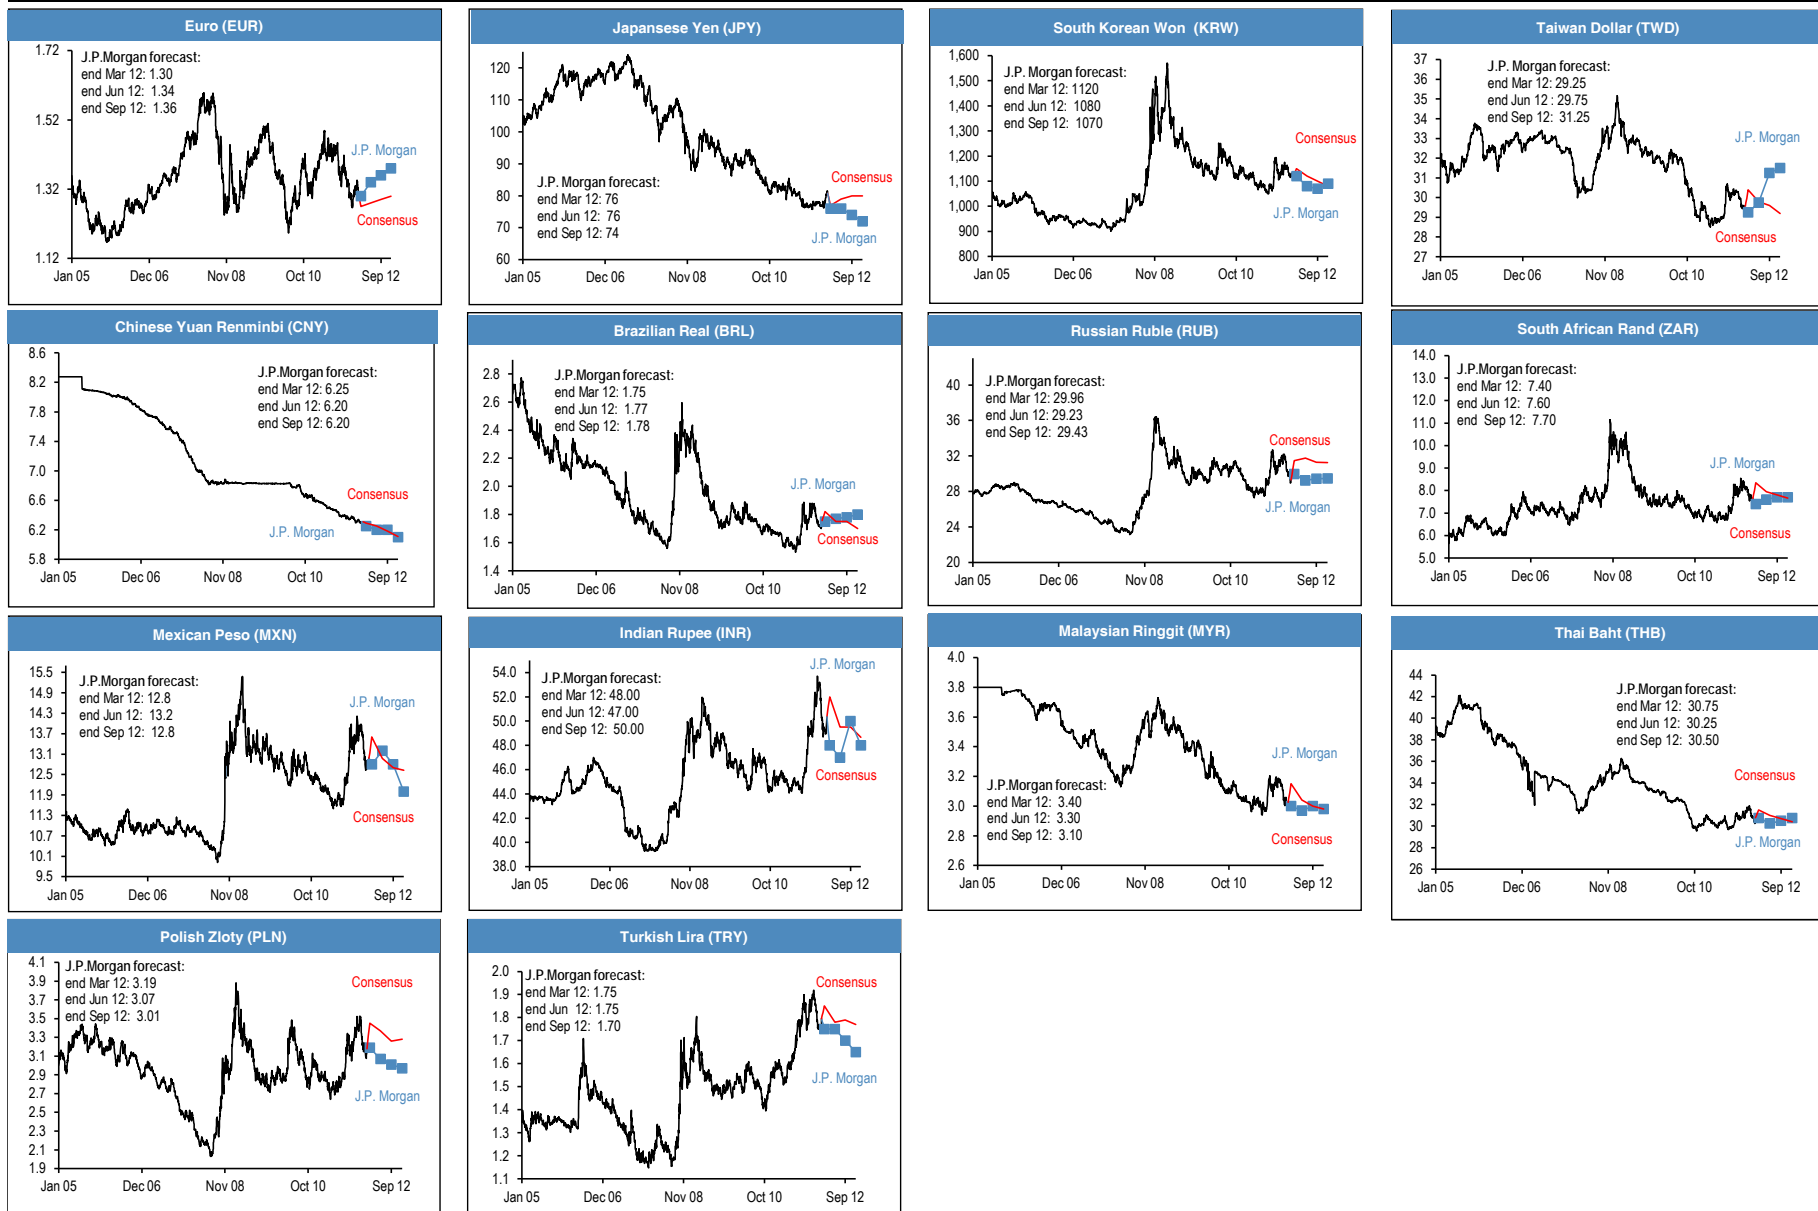 Euro (EUR)
J.P.Morgan forecast:
end Mar 12: 1.30
end Jun 12:  1.34
end Sep 12: 1.36
1.72
1.52
1.32
1.12
J.P. Morgan
Consensus
Jan 05
Dec 06
Nov 08
Oct 10
Sep 12
Japansese Yen (JPY)
120
110
100
90
80
70
60
J.P. Morgan forecast:
end Mar 12: 76
end Jun 12: 76
end Sep 12: 74
Consensus
J.P. Morgan
Jan 05
Dec 06
Nov 08
Oct 10
Sep 12
South Korean Won  (KRW)
1,600
1,500
1,400
1,300
1,200
1,100
1,000
900
800
J.P. Morgan forecast:
end Mar 12: 1120
end Jun 12:  1080
end Sep 12:  1070
Consensus
J.P. Morgan
Jan 05
Dec 06
Nov 08
Oct 10
Sep 12
Taiwan Dollar (TWD)
37
36
35
34
33
32
31
30
29
28
27
J.P. Morgan forecast:
end Mar 12: 29.25
end Jun 12 : 29.75
end Sep 12: 31.25
J.P. Morgan
Consensus
Jan 05
Dec 06
Nov 08
Oct 10
Sep 12
Chinese Yuan Renminbi (CNY)
8.6
8.2
7.8
7.4
7.0
6.6
6.2
5.8
J.P.Morgan forecast:
end Mar 12: 6.25
end Jun 12: 6.20
end Sep 12: 6.20
Consensus
J.P. Morgan
Jan 05
Dec 06
Nov 08
Oct 10
Sep 12
Brazilian Real (BRL)
2.8
2.6
2.4
2.2
2.0
1.8
1.6
1.4
J.P.Morgan forecast:
end Mar 12: 1.75
end Jun 12:  1.77
end Sep 12:  1.78
J.P. Morgan
Consensus
Jan 05
Dec 06
Nov 08
Oct 10
Sep 12
Russian Ruble (RUB)
40
36
32
28
24
20
J.P.Morgan forecast:
end Mar 12: 29.96
end Jun 12: 29.23
end Sep 12: 29.43
Consensus
J.P. Morgan
Jan 05
Nov 08
Oct 10
Sep 12
South African Rand (ZAR)
14.0
13.0
12.0
11.0
10.0
9.0
8.0
7.0
6.0
5.0
J.P.Morgan forecast:
end Mar 12:  7.40
end Jun 12:  7.60
end  Sep 12:  7.70
J.P. Morgan
Consensus
Jan 05
Dec 06
Nov 08
Oct 10
Sep 12
Mexican Peso (MXN)
15.5
14.9
14.3
13.7
13.1
12.5
11.9
11.3
10.7
10.1
9.5
J.P.Morgan forecast:
end Mar 12: 12.8
end Jun 12:  13.2
end Sep 12: 12.8
J.P. Morgan
Consensus
Jan 05
Dec 06
Nov 08
Oct 10
Sep 12
Indian Rupee (INR)
54.0
52.0
50.0
48.0
46.0
44.0
42.0
40.0
38.0
J.P.Morgan forecast:
end Mar 12: 48.00
end Jun 12: 47.00
end Sep 12: 50.00
J.P. Morgan
Consensus
Jan 05
Dec 06
Nov 08
Oct 10
Sep 12
Malaysian Ringgit (MYR)
4.0
3.8
3.6
3.4
3.2
3.0
2.8
2.6
J.P.Morgan forecast:
end Mar 12:  3.40
end Jun 12:  3.30
end Sep 12:  3.10
J.P. Morgan
Consensus
Jan 05
Dec 06
Nov 08
Oct 10
Sep 12
Thai Baht (THB)
44
42
40
38
36
34
32
30
28
26
J.P.Morgan forecast:
end Mar 12: 30.75
end Jun 12: 30.25
end Sep 12: 30.50
Consensus
J.P. Morgan
Jan 05
Dec 06
Nov 08
Oct 10
Sep 12
Polish Zloty (PLN)
4.1
3.9
3.7
3.5
3.3
3.1
2.9
2.7
2.5
2.3
2.1
1.9
J.P.Morgan forecast:
end Mar 12: 3.19
end Jun 12: 3.07
end Sep 12: 3.01
Consensus
J.P. Morgan
Jan 05
Dec 06
Nov 08
Oct 10
Sep 12
Turkish Lira (TRY)
2.0
1.9
1.8
1.7
1.6
1.5
1.4
1.3
1.2
1.1
J.P.Morgan forecast:
end Mar 12:  1.75
end Jun  12: 1.75
end Sep 12:  1.70
Consensus
J.P. Morgan
Jan 05
Dec 06
Nov 08
Oct 10
Sep 12